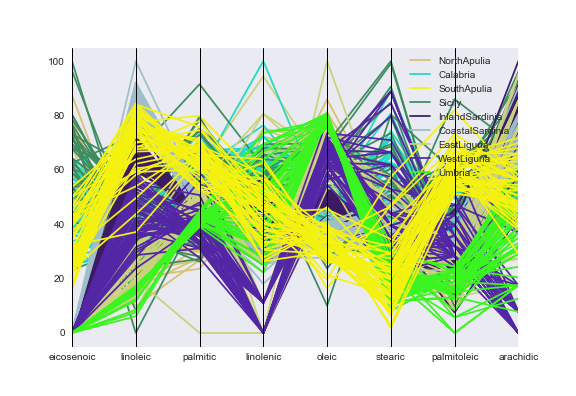 100
80
60
40
20
0
NorthApulia
Calabria
SouthApulia
Sicily
InlandSardinia
CoastalSardinia
EastLiguria
WestLiguria
Umbria
eicosenoic linoleic palmitic linolenic oleic stearic palmitoleic arachidic